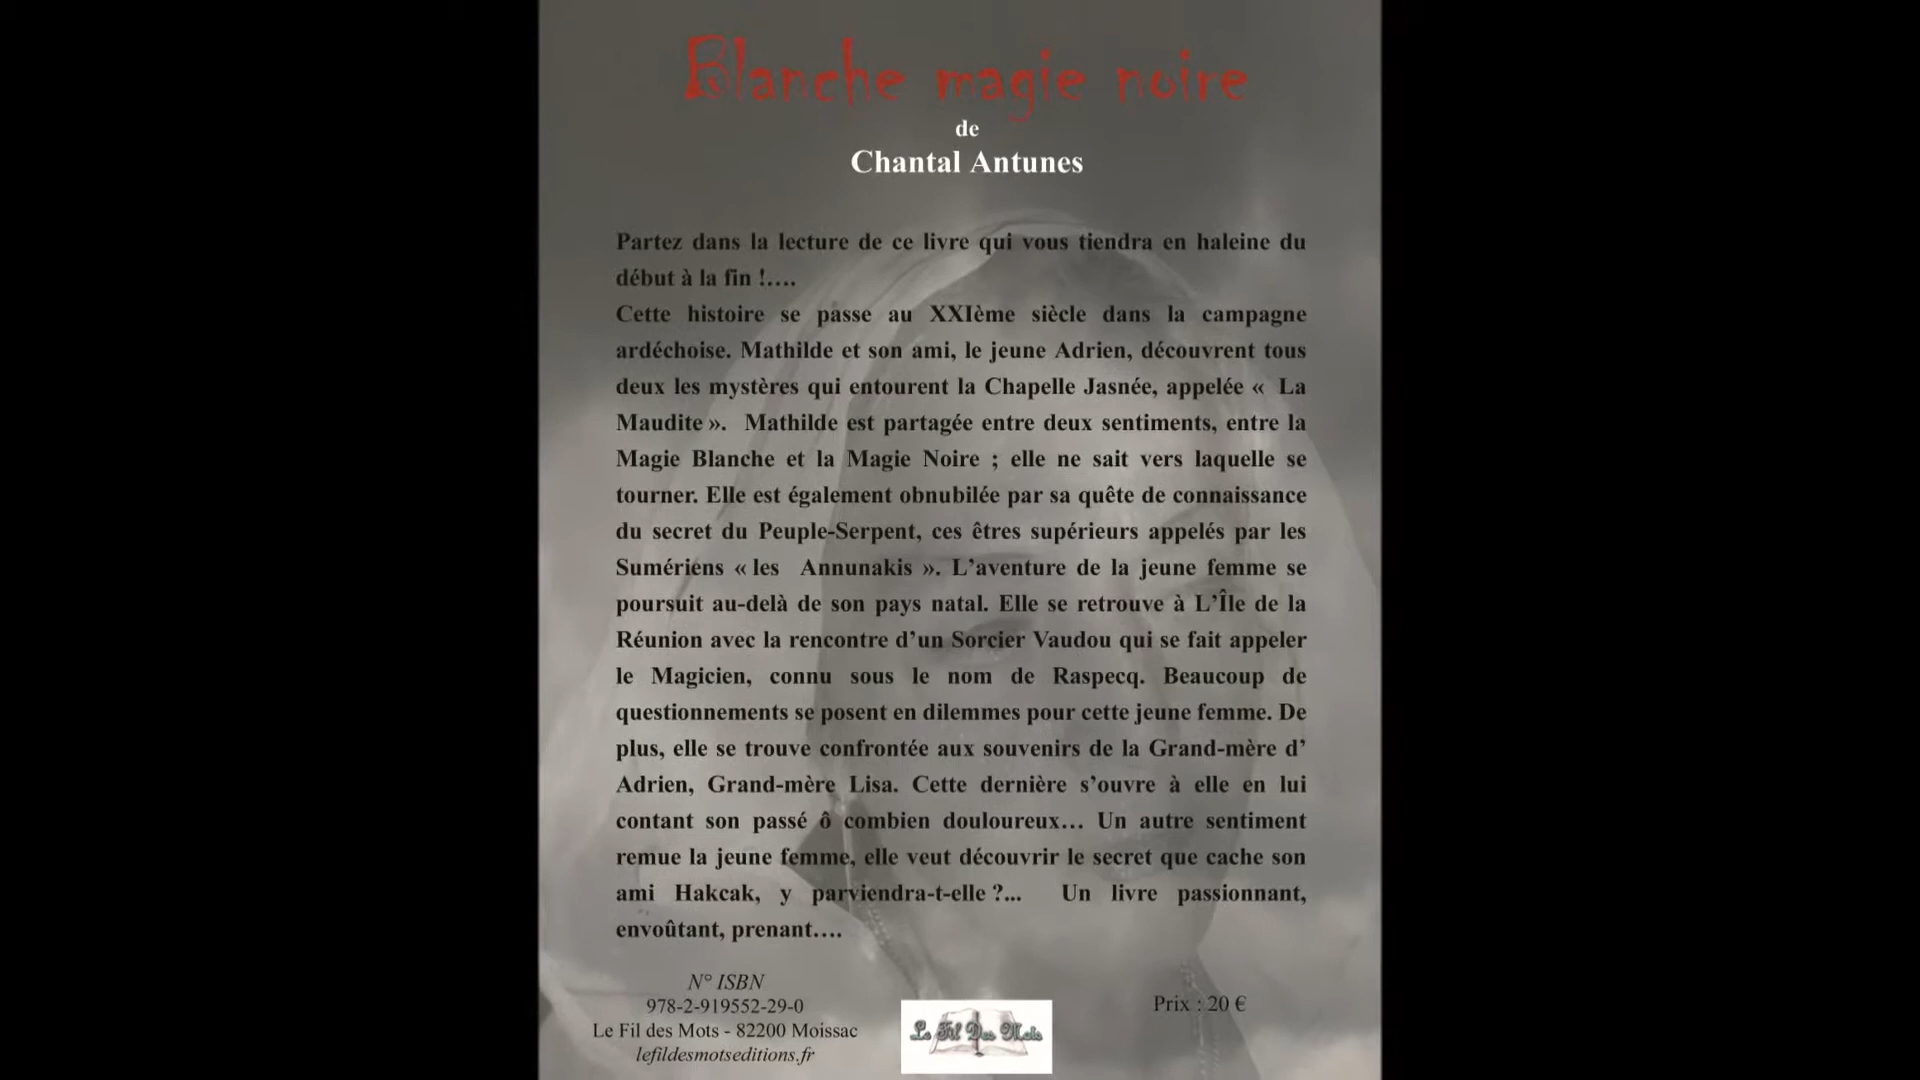 Blanche magie noire
de
Chantal Antunes
Partez dans la lecture de ce livre qui vous tiendra en haleine du
début à la fin !….
Cette histoire se passe au XXIème siècle dans la campagne
ardéchoise. Mathilde et son ami, le jeune Adrien, découvrent tous
deux les mystères qui entourent la Chapelle Jasnée, appelée « La
Maudite ». Mathilde est partagée entre deux sentiments, entre la
Magie Blanche et la Magie Noire ; elle ne sait vers laquelle se
tourner. Elle est également obnubilée par sa quête de connaissance
du secret du Peuple-Serpent, ces êtres supérieurs appelés par les
Sumériens « les Annunakis ». L’aventure de la jeune femme se
poursuit au-delà de son pays natal. Elle se retrouve à L’Île de la
Réunion avec la rencontre d’un Sorcier Vaudou qui se fait appeler
le Magicien, connu sous le nom de Raspecq. Beaucoup de
questionnements se posent en dilemmes pour cette jeune femme. De
plus, elle se trouve confrontée aux souvenirs de la Grand-mère d’
Adrien, Grand-mère Lisa. Cette dernière s’ouvre à elle en lui
contant son passé ô combien douloureux… Un autre sentiment
remue la jeune femme, elle veut découvrir le secret que cache son
ami Hakcak, y parviendra-t-elle ?... Un livre passionnant,
envoûtant, prenant….
N° ISBN
978-2-919552-29-0
Le Fil des Mots - 82200 Moissac
lefildesmotseditions.fr
Le Fil Des Mots
Prix : 20 €